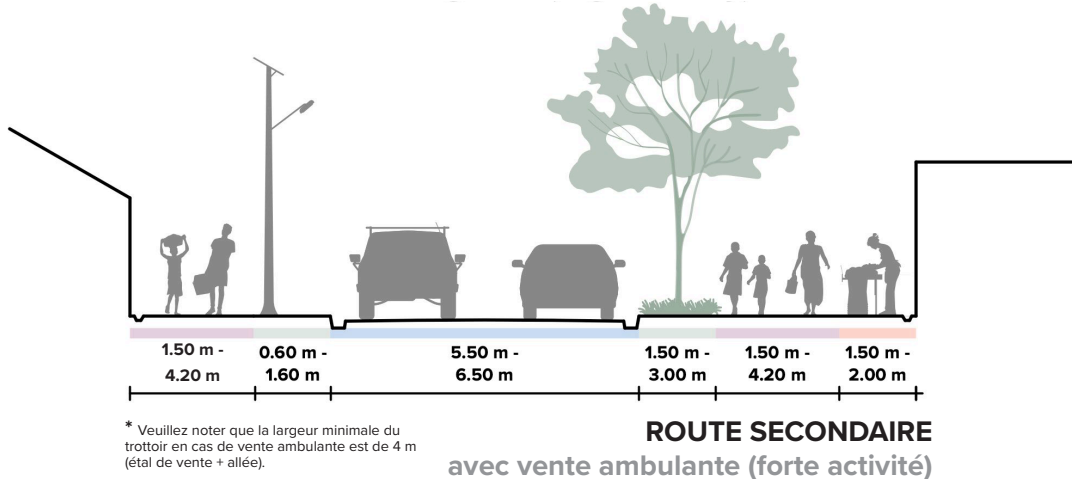 1.50 m - 0.60 m - 5.50 m - 1.50 m - 1.50 m - 1.50 m -
4.20 m 1.60 m 6.50 m 3.00 m 4.20 m 2.00 m
* Veuillez noter que la largeur minimale du
trottoir en cas de vente ambulante est de 4 m
(étal de vente + allée).
ROUTE SECONDAIRE
avec vente ambulante (forte activité)